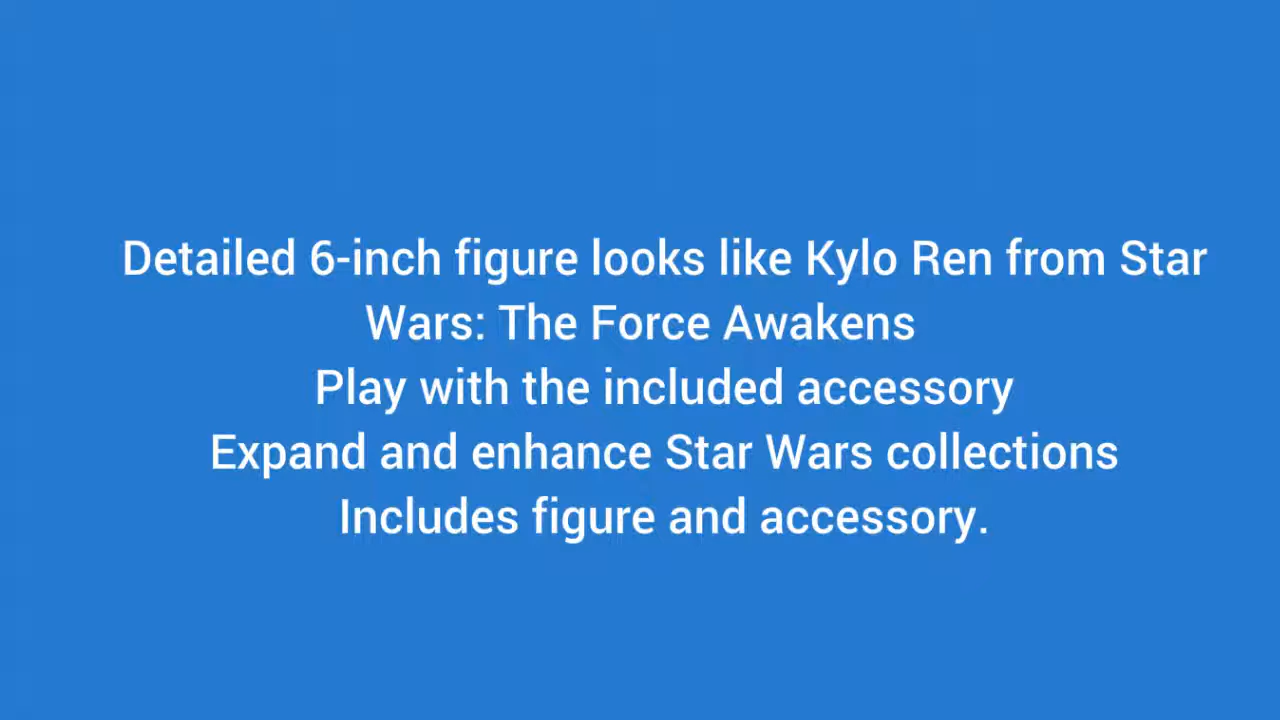 Detailed 6-inch figure looks like Kylo Ren from Star
Wars: The Force Awakens
Play with the included accessory
Expand and enhance Star Wars collections
Includes figure and accessory.